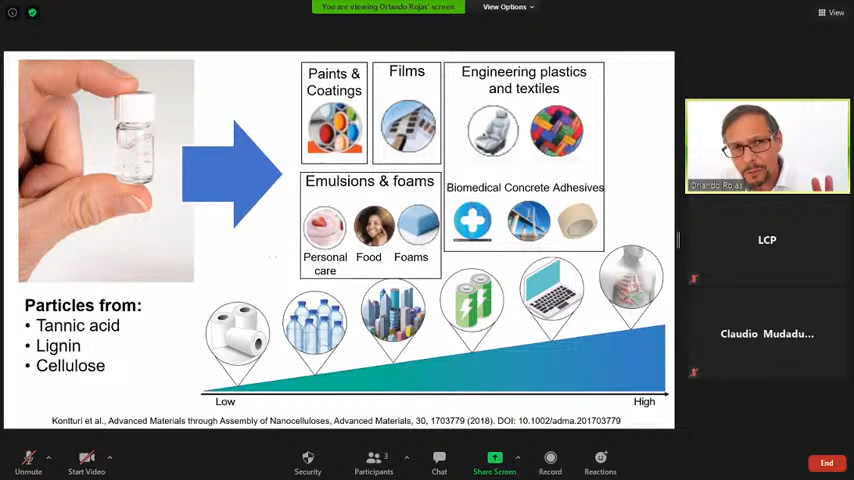 You are viewing Orlando Rojas' screen
View Options
View
Paints &
Coatings
Films
Engineering plastics
and textiles
Emulsions & foams
Biomedical Concrete Adhesives
Personal
care
Food
Foams
Particles from:
• Tannic acid
• Lignin
• Cellulose
Low
High
Kontturi et al., Advanced Materials through Assembly of Nanocelluloses, Advanced Materials, 30, 1703779 (2018). DOI: 10.1002/adma.201703779
Orlando Rojas
LCP
Claudio Mudadu...
Unmute
Start Video
Security
Participants
3
Chat
Share Screen
Record
Reactions
End